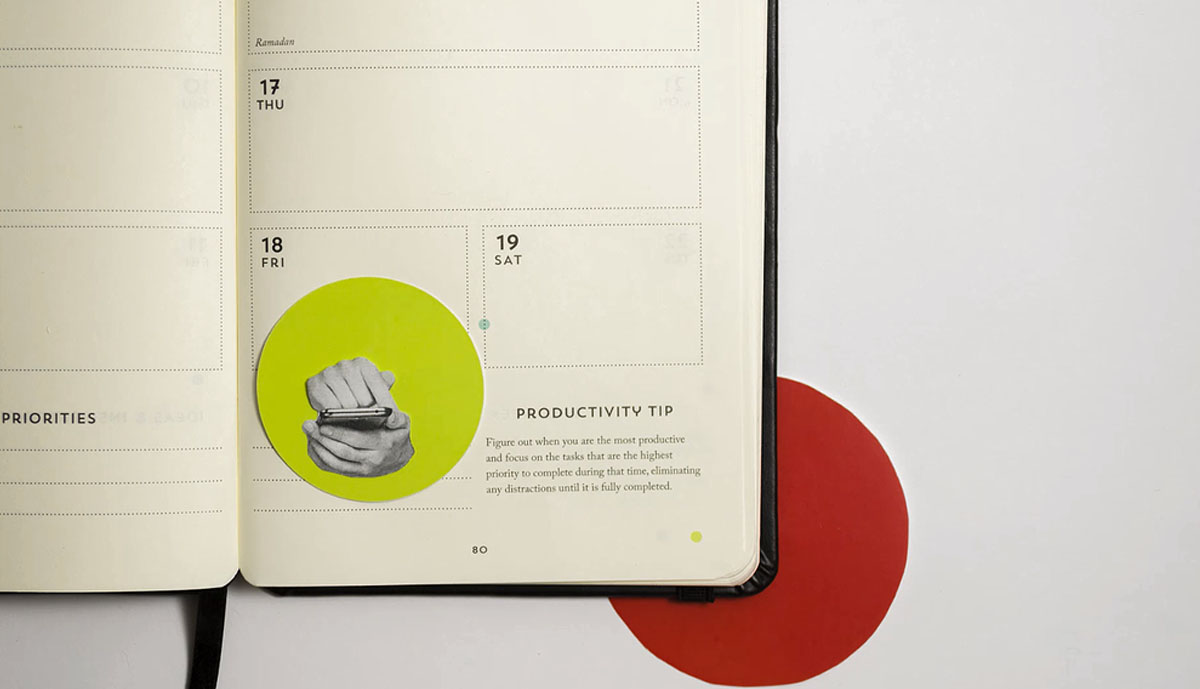 Ramadan
17
THU
18
FRI
19
SAT
PRIORITIES
PRODUCTIVITY TIP
Figure out when you are the most productive
and focus on the tasks that are the highest
priority to complete during that time, eliminating
any distractions until it is fully completed.
80